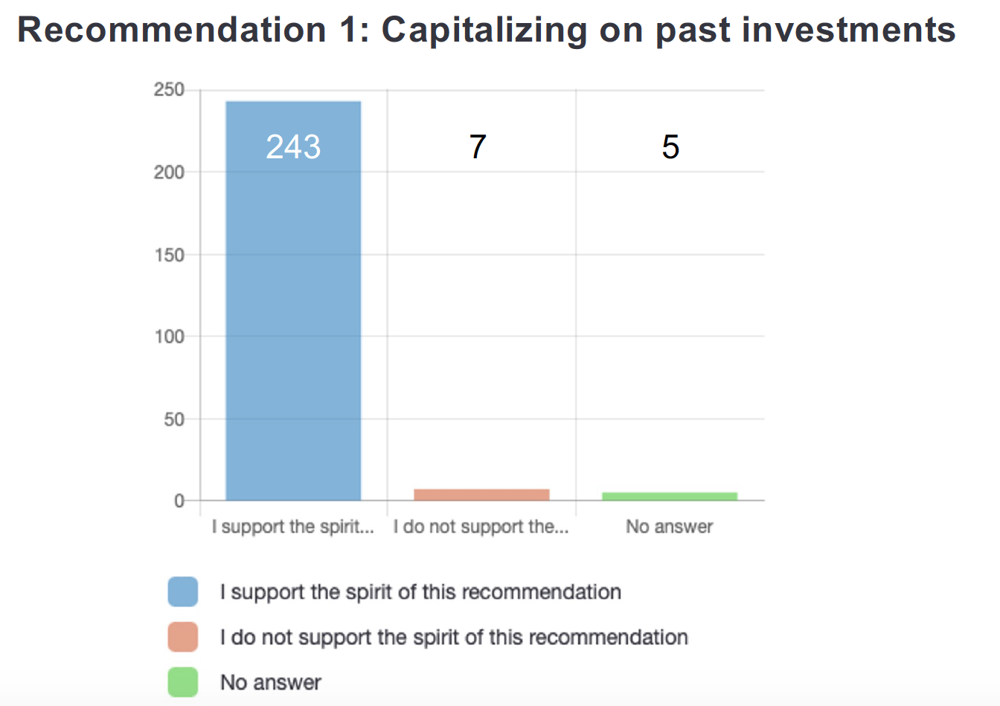 Recommendation 1: Capitalizing on past investments
250
243
7
5
200
150
100
50
0
I support the spirit...
I do not support the...
No answer
I support the spirit of this recommendation
I do not support the spirit of this recommendation
No answer